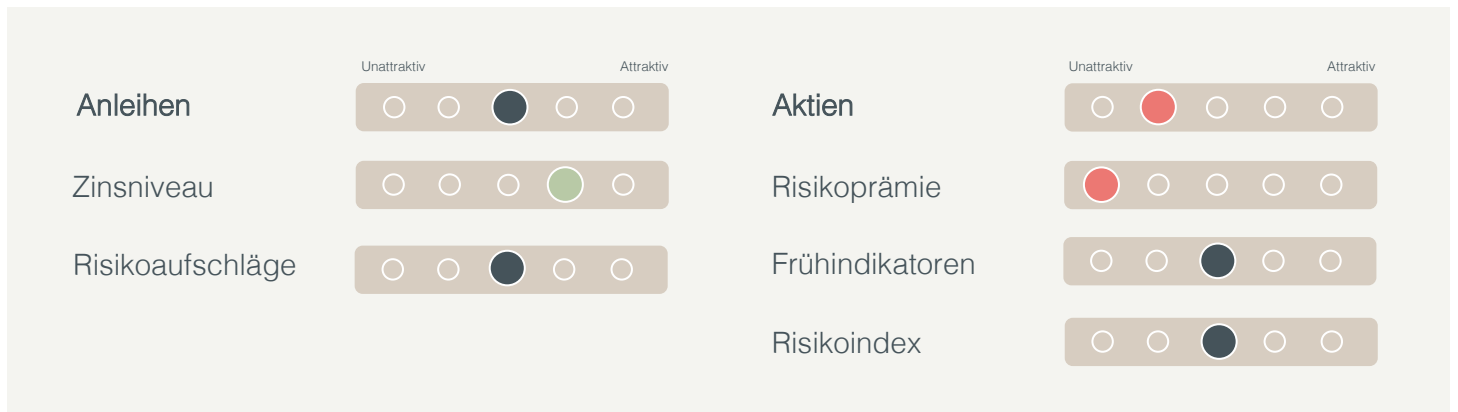 Unattraktiv Attraktiv
Anleihen
Zinsniveau
Risikoaufschläge
Unattraktiv Attraktiv
Aktien
Risikoprämie
Frühindikatoren
Risikoindex